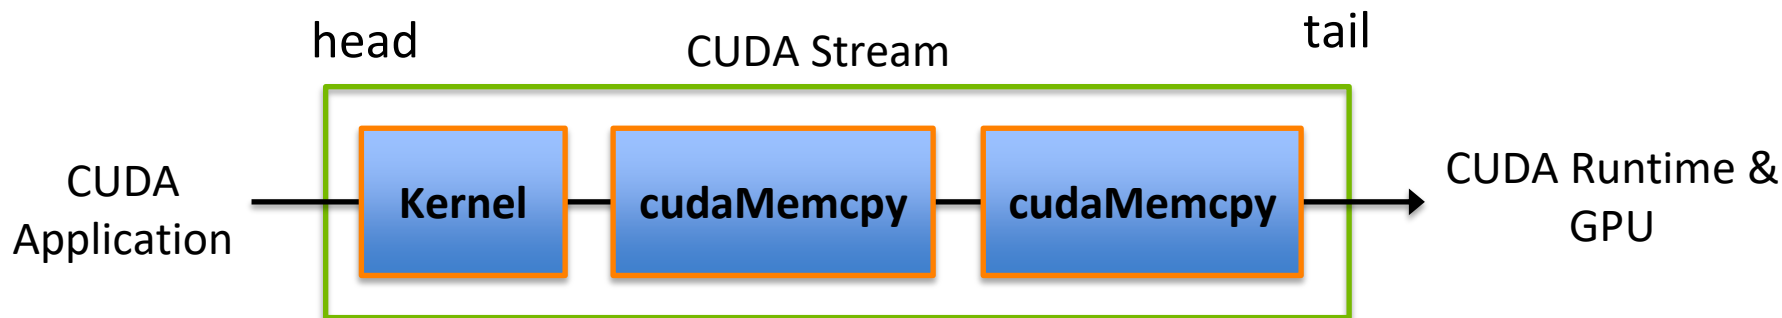 head
CUDA Stream
tail
CUDA
Application
Kernel
cudaMemcpy
cudaMemcpy
CUDA Runtime &
GPU